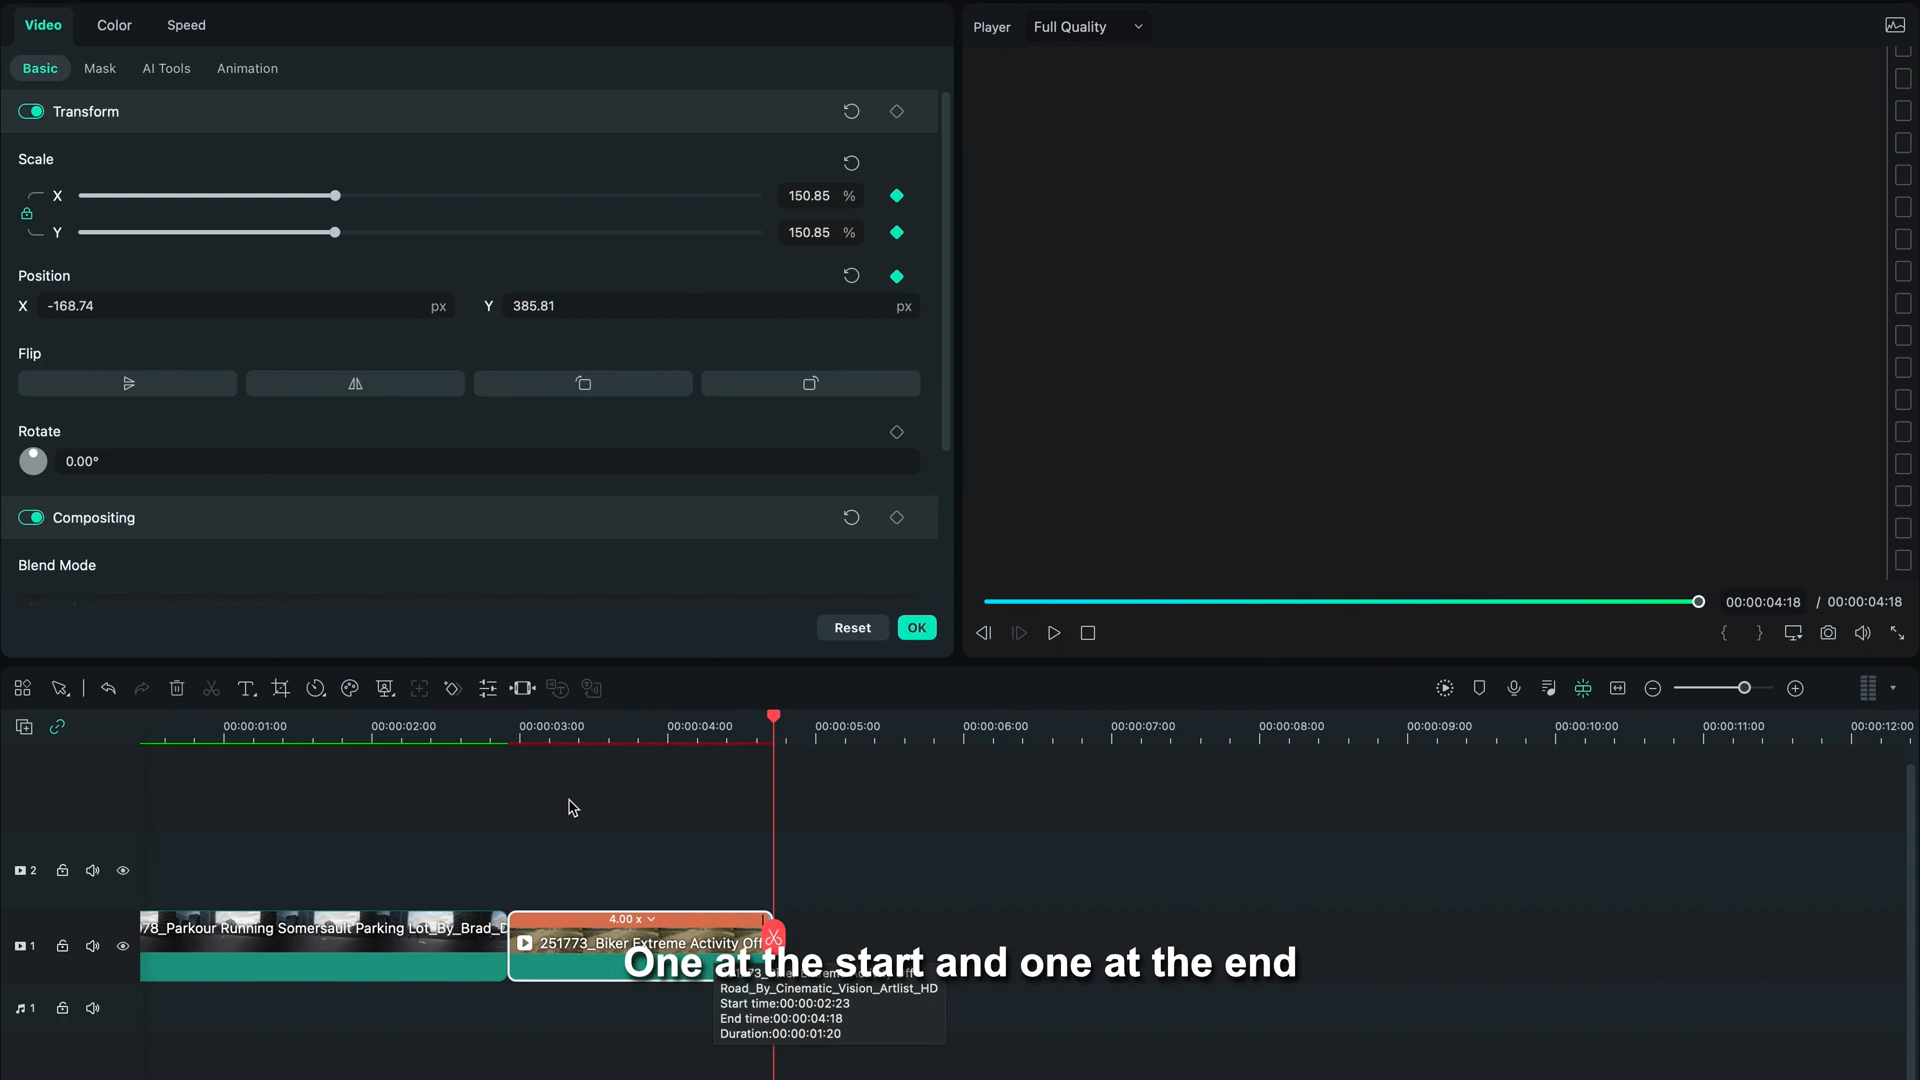 Video Color Speed
Player Full Quality
Basic Mask AI Tools Animation
Transform
Scale
X 150.85 %
Y 150.85 %
Position
X -168.74 px Y 385.81 px
Flip
Rotate
0.00°
Compositing
Blend Mode
00:00:04:18 / 00:00:04:18
Reset OK
00:00:01:00 00:00:02:00 00:00:03:00 00:00:04:00 00:00:05:00 00:00:06:00 00:00:07:00 00:00:08:00 00:00:09:00 00:00:10:00 00:00:11:00 00:00:12:00
2
4.00 x
78_Parkour Running Somersault Parking Lot_By_Brad_D
251773_Biker Extreme Activity Off
1
One at the start and one at the end
Road_By_Cinematic_Vision_Artlist_HD
Start time:00:00:02:23
1
End time:00:00:04:18
Duration:00:00:01:20